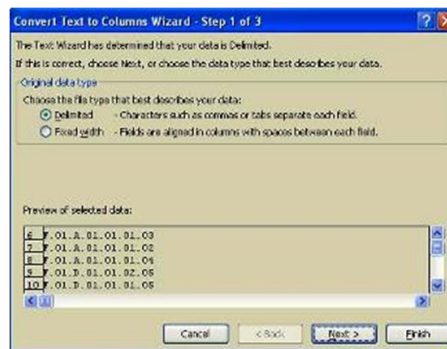 Convert Text to Columns Wizard - Step 1 of 3
The Text Wizard has determined that your data is Delimited.
If this is correct, choose Next, or choose the data type that best describes your data.
Original data type
Choose the file type that best describes your data:
Delimited - Characters such as commas or tabs separate each field.
Fixed width - Fields are aligned in columns with spaces between each field.
Preview of selected data:
6 .01.A.01.01.01.03
7 .01.A.01.01.01.02
8 .01.A.01.01.01.04
9 .01.D.01.01.02.05
10 .01.D.01.01.01.05
Cancel < Back Next > Finish